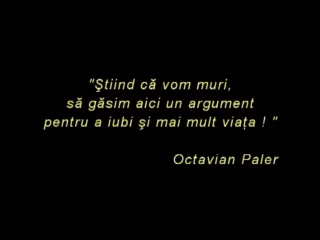 "Ştiind că vom muri,
să găsim aici un argument
pentru a iubi şi mai mult viaţa ! "
Octavian Paler